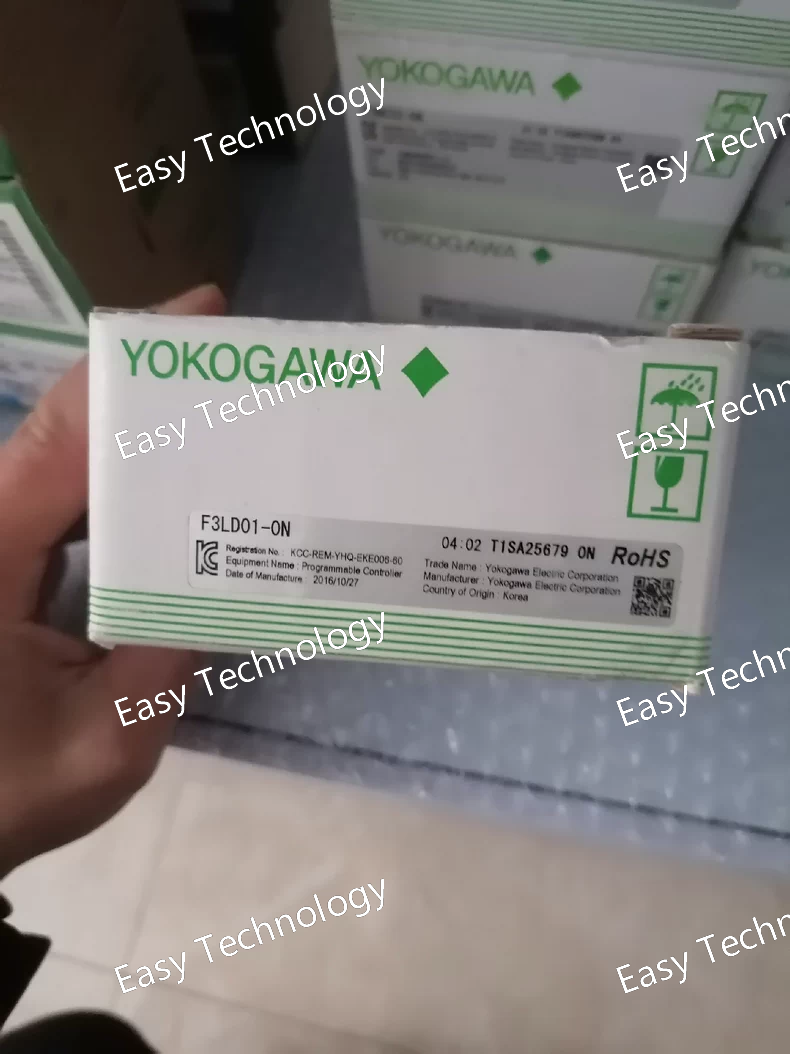 YOKOGAWA
YOKOGAWA
YOKOGAWA
F3LD01-0N
04:02 T1SA25679 0N RoHS
Registration No. : KCC-REM-YHQ-EKE006-60
Equipment Name : Programmable Controller
Date of Manufacture : 2016/10/27
Trade Name : Yokogawa Electric Corporation
Manufacturer : Yokogawa Electric Corporation
Country of Origin : Korea
Easy Technology
Easy Techn
Easy Technology
Easy Techn
Easy Technology
Easy Techn
Easy Technology
Easy Techn